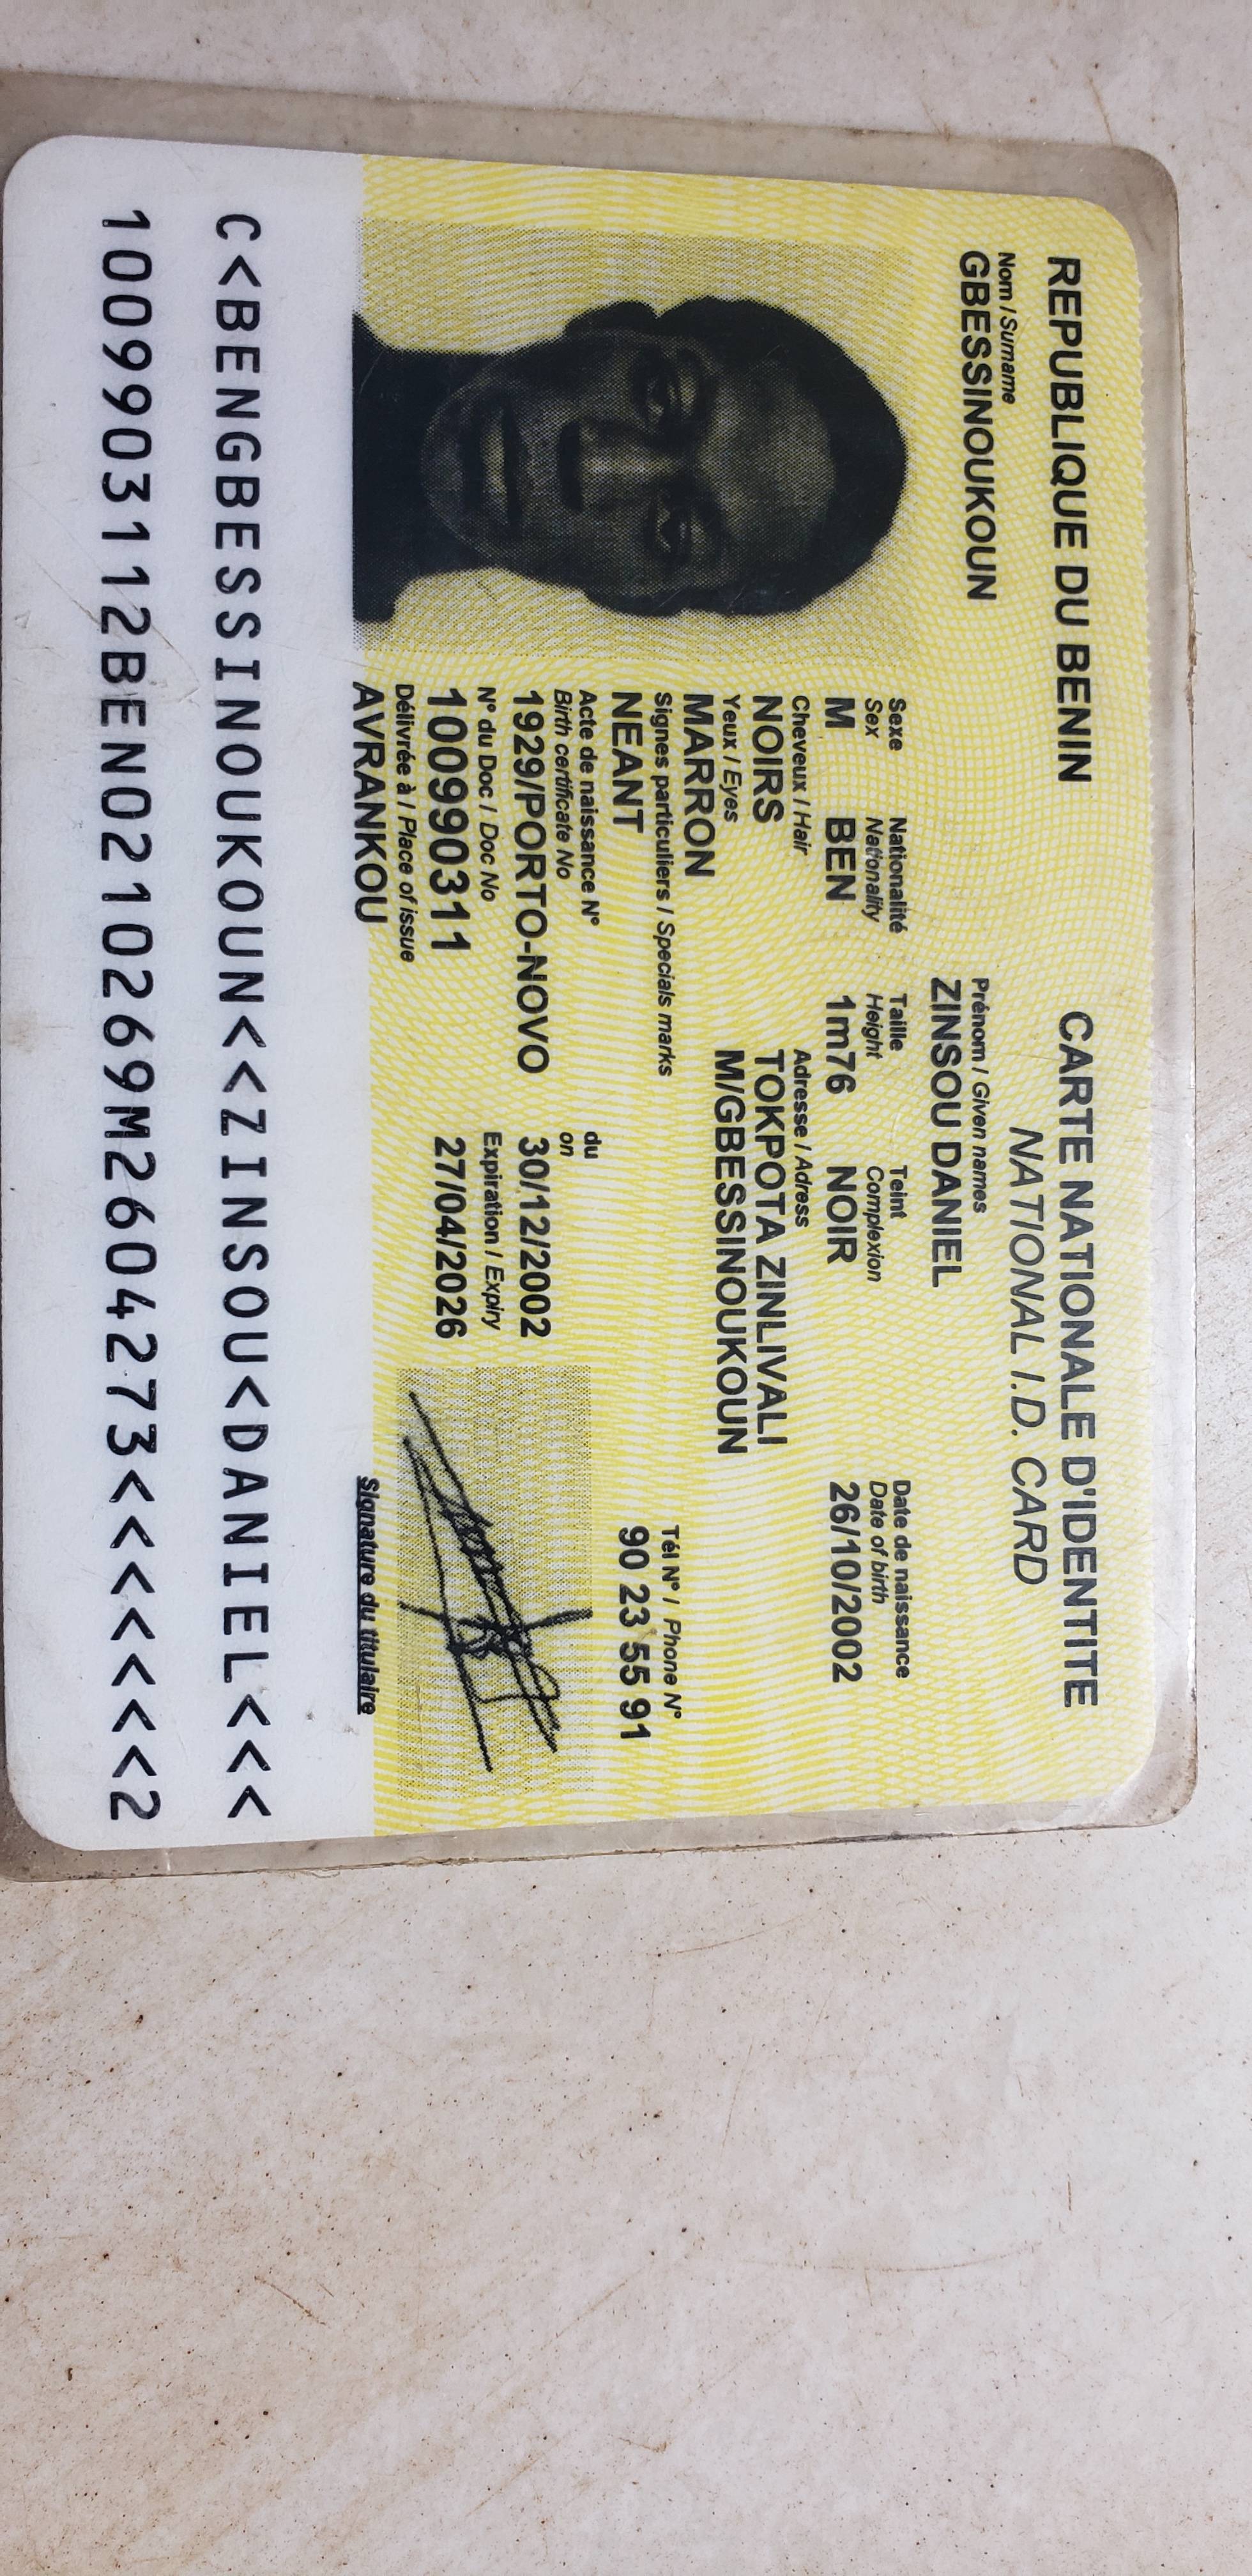 REPUBLIQUE DU BENIN CARTE NATIONALE D'IDENTITE
NATIONAL I.D. CARD
Nom / Surname
GBESSINOUKOUN
Prénom / Given names
ZINSOU DANIEL
Sexe Nationalité Taille Teint Date de naissance
Sex Nationality Height Complexion Date of birth
M BEN 1m76 NOIR 26/10/2002
Cheveux / Hair Adresse / Adress
NOIRS TOKPOTA ZINLIVALI
Yeux / Eyes M/GBESSINOUKOUN
MARRON
Signes particuliers / Specials marks Tél N° / Phone N°
NEANT 90 23 55 91
Acte de naissance N° du
Birth certificate No on
1929/PORTO-NOVO 30/12/2002
N° du Doc / Doc No Expiration / Expiry
100990311 27/04/2026
Délivrée à / Place of issue
AVRANKOU Signature du titulaire
C<BENGBESSINOUKOUN<<ZINSOU<DANIEL<<<
1009903112BEN0210269M2604273<<<<<<<2